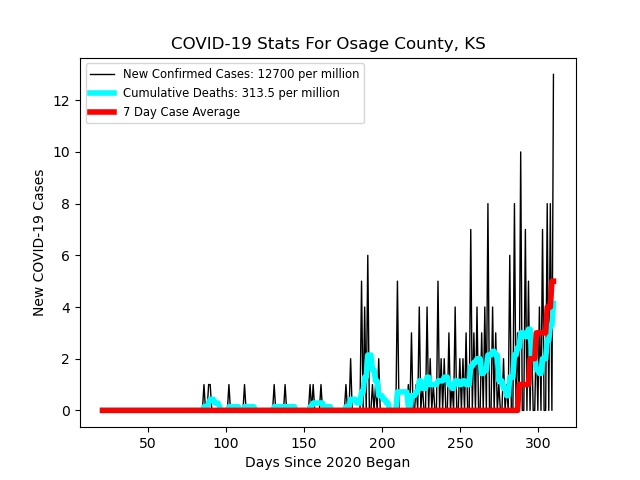 COVID-19 Stats For Osage County, KS
New Confirmed Cases: 12700 per million
Cumulative Deaths: 313.5 per million
7 Day Case Average
12
10
8
6
4
2
0
New COVID-19 Cases
50 100 150 200 250 300
Days Since 2020 Began